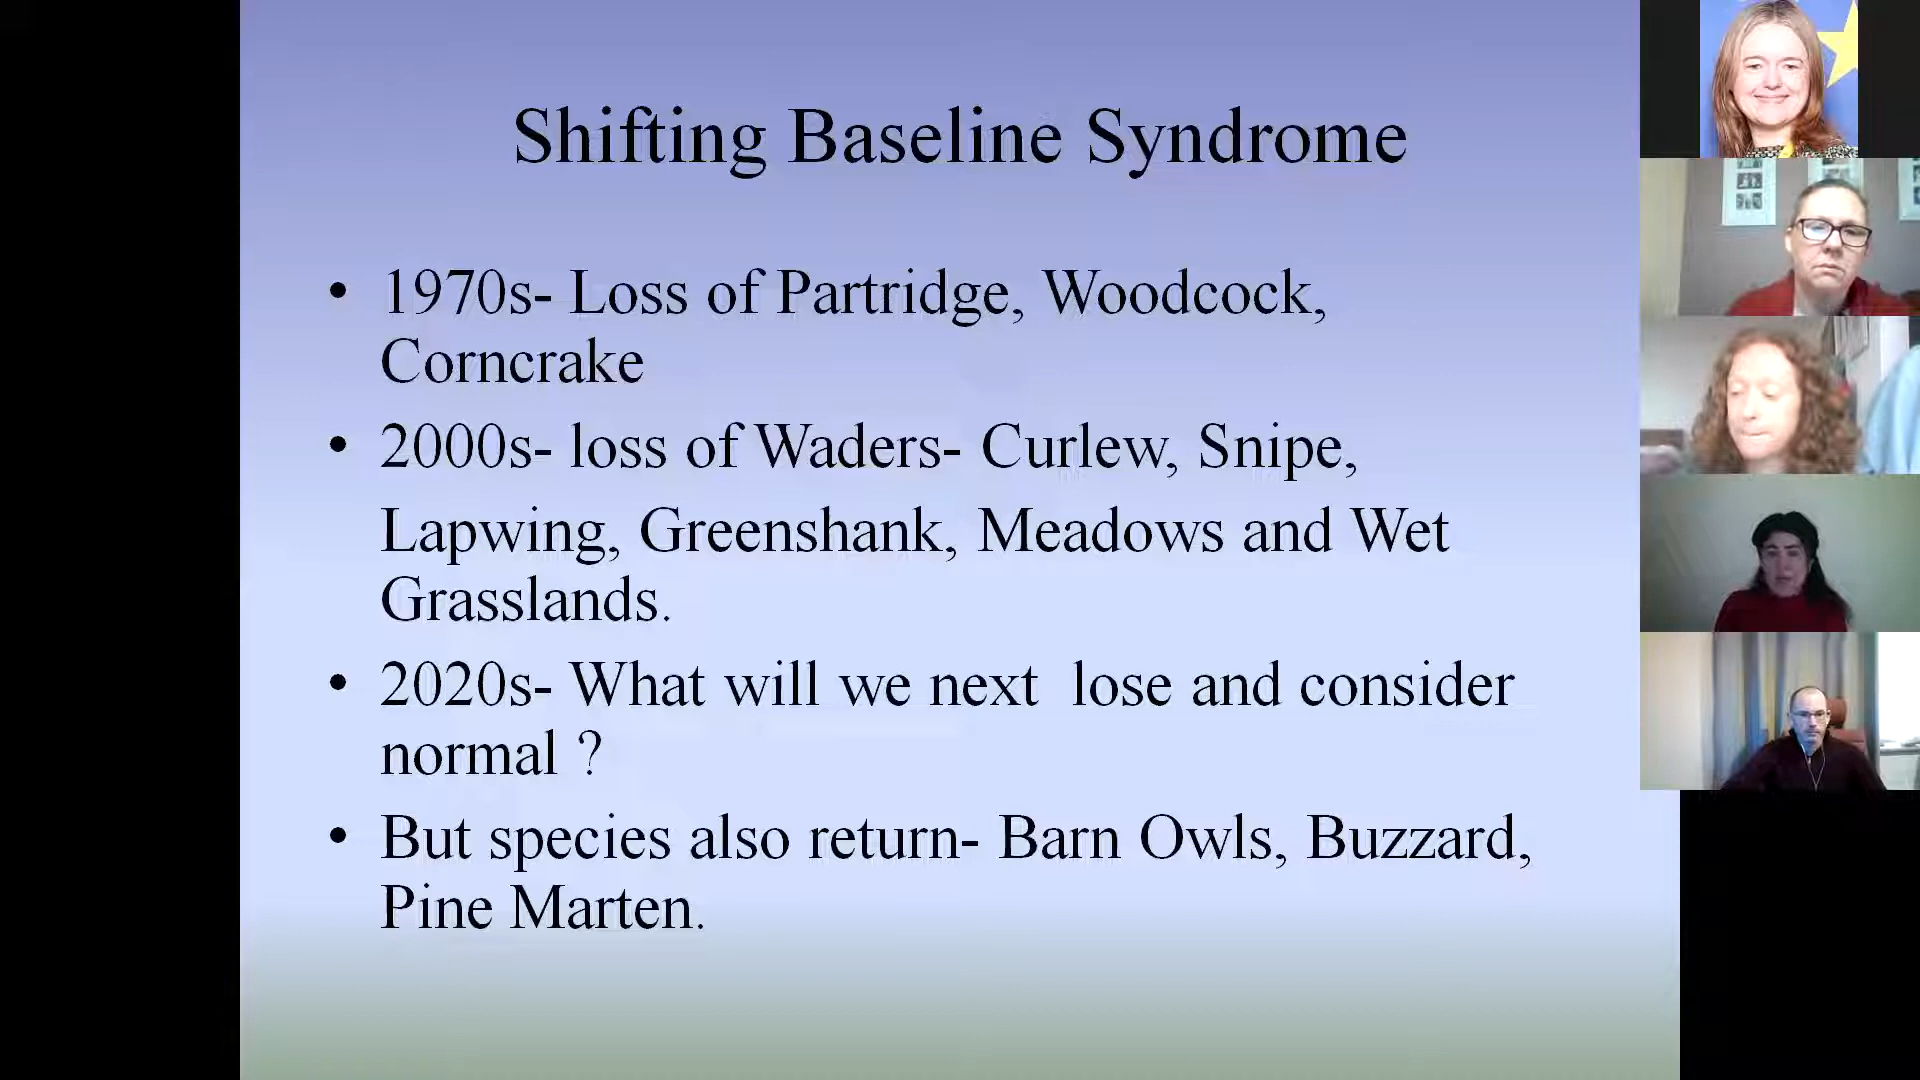 Shifting Baseline Syndrome
• 1970s- Loss of Partridge, Woodcock,
Corncrake
• 2000s- loss of Waders- Curlew, Snipe,
Lapwing, Greenshank, Meadows and Wet
Grasslands.
• 2020s- What will we next  lose and consider
normal ?
• But species also return- Barn Owls, Buzzard,
Pine Marten.